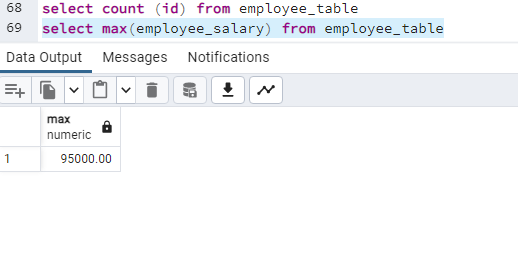 68 select count (id) from employee_table
69 select max(employee_salary) from employee_table
Data Output Messages Notifications
max
numeric
1 95000.00